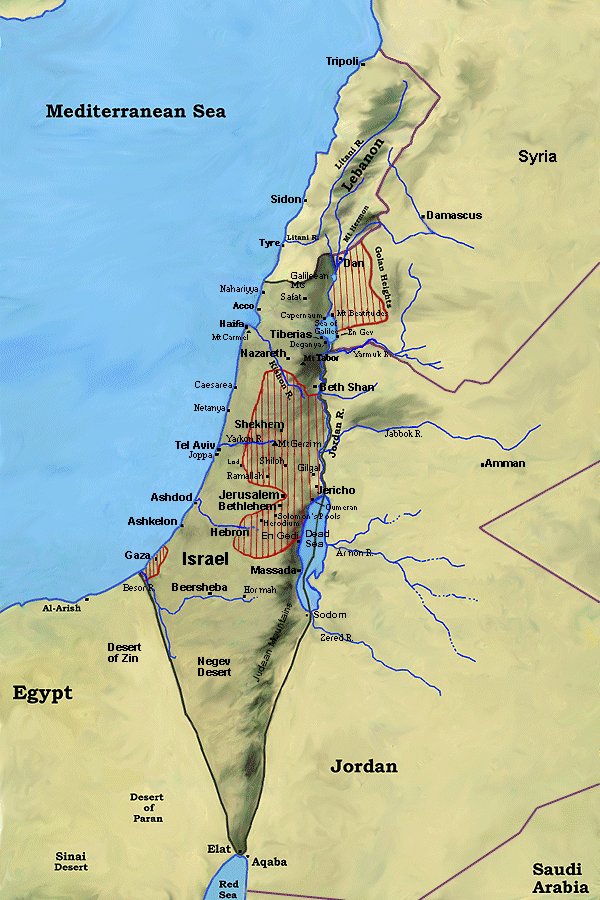 Tripoli
Mediterranean Sea
Litani R.
Lebanon
Syria
Sidon
Mt Hermon
Damascus
Tyre
Litani R.
Dan
Golan Heights
Galilean
Mts
Nahariyya
Safat
Acco
Capernaum
Mt Beatitudes
Haifa
Sea of
Galilee
En Gev
Mt Carmel
Tiberias
Deganya
Nazareth
Mt Tabor
Yarmuk R.
Kishon R.
Caesarea
Beth Shan
Netanya
Jordan R.
Shekhem
Jabbok R.
Tel Aviv
Yarkon R.
Mt Gerzim
Joppa
Lod
Shiloh
Gilgal
Amman
Ramallah
Jericho
Ashdod
Jerusalem
Bethlehem
Qumeran
Solomon's Pools
Herodium
Ashkelon
Hebron
En Gedi
Dead
Sea
Arnon R.
Gaza
Israel
Massada
Besor R.
Beersheba
Hormah
Al-Arish
Sodom
Zered R.
Judean Mountains
Desert
of Zin
Negev
Desert
Egypt
Jordan
Desert
of
Paran
Elat
Aqaba
Sinai
Desert
Red
Sea
Saudi
Arabia